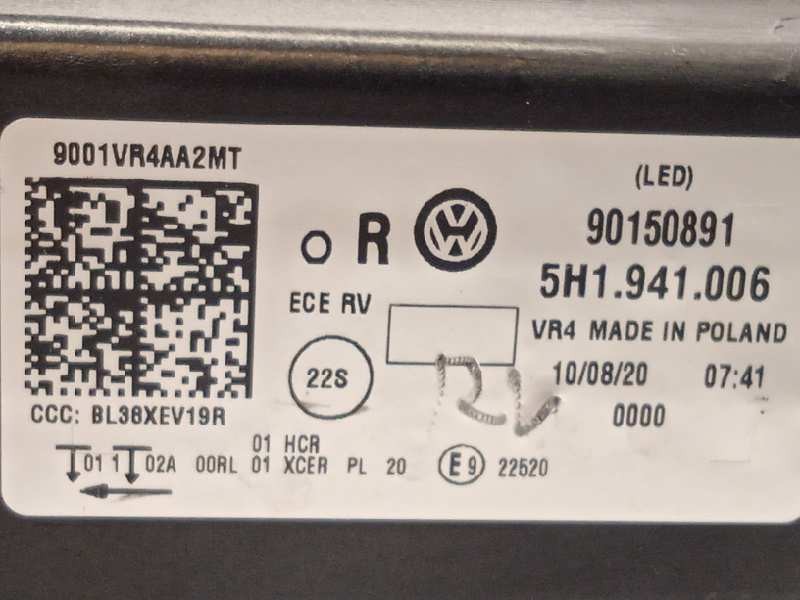 9001VR4AA2MT
(LED)
O R
90150891
5H1.941.006
ECE RV
VR4 MADE IN POLAND
22S
10/08/20 07:41
0000
CCC: BL38XEV19R
01 HCR
01 1 02A 00RL 01 XCER PL 20 E9 22520